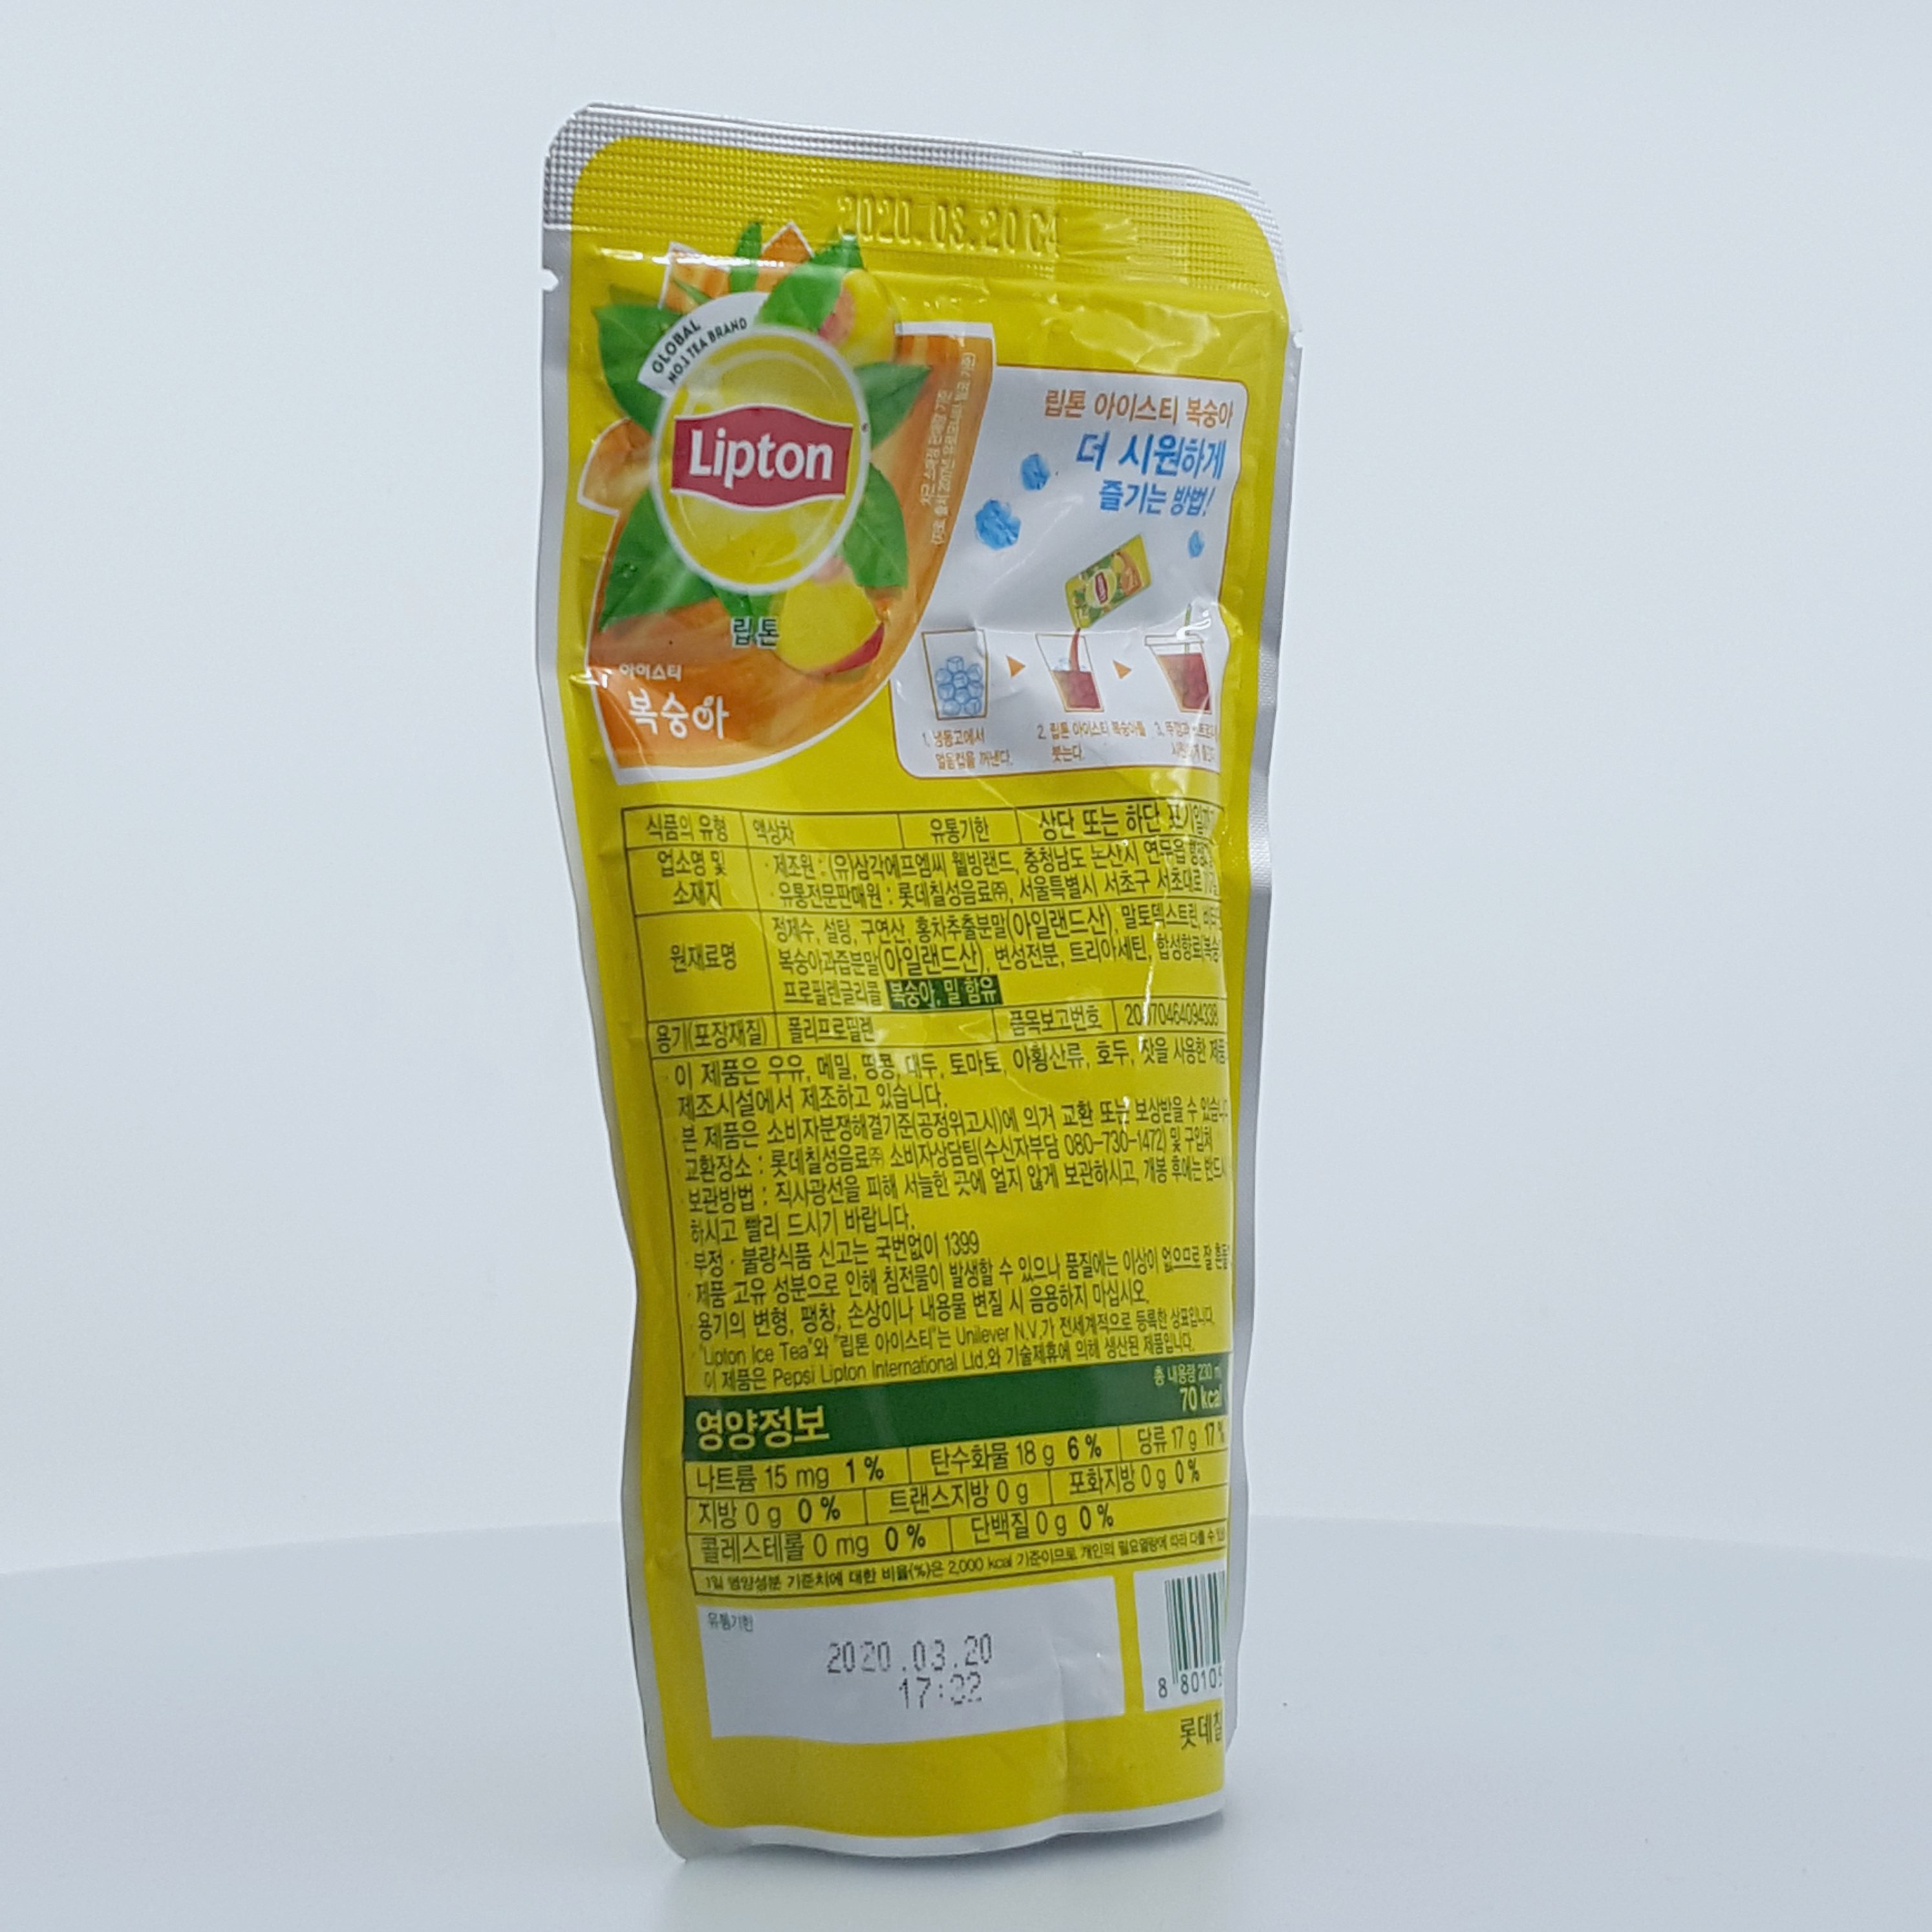 2020.03.20 C4
GLOBAL
NO.1 TEA BRAND
Lipton
립톤
아이스티
복숭아
립톤 아이스티 복숭아
더 시원하게
즐기는 방법!
1. 냉동고에서
얼음컵을 꺼낸다.
2. 립톤 아이스티 복숭아를
붓는다.
3.
식품의 유형 액상차 유통기한 상단 또는 하단
업소명 및
소재지
· 제조원 : (유)삼각에프엠씨 웰빙랜드, 충청남도 논산시 연무읍
· 유통전문판매원 : 롯데칠성음료㈜, 서울특별시 서초구 서초대로
원재료명
정제수, 설탕, 구연산, 홍차추출분말(아일랜드산), 말토덱스트린,
복숭아과즙분말(아일랜드산), 변성전분, 트리아세틴, 합성향료
프로필렌글리콜 복숭아, 밀 함유
용기(포장재질) 폴리프로필렌 품목보고번호
· 이 제품은 우유, 메밀, 땅콩, 대두, 토마토, 아황산류, 호두, 잣을 사용한
제조시설에서 제조하고 있습니다.
· 본 제품은 소비자분쟁해결기준(공정위고시)에 의거 교환 또는 보상받을 수
· 교환장소 : 롯데칠성음료㈜ 소비자상담팀(수신자부담 080-730-1472) 및 구입처
· 보관방법 : 직사광선을 피해 서늘한 곳에 얼지 않게 보관하시고, 개봉 후에는
하시고 빨리 드시기 바랍니다.
· 부정 · 불량식품 신고는 국번없이 1399
· 제품 고유 성분으로 인해 침전물이 발생할 수 있으나 품질에는 이상이 없으므로 잘
· 용기의 변형, 팽창, 손상이나 내용물 변질 시 음용하지 마십시오.
· "Lipton Ice Tea"와 "립톤 아이스티"는 Unilever N.V.가 전세계적으로 등록한 상표입니다.
이 제품은 Pepsi Lipton International Ltd.와 기술제휴에 의해 생산된 제품입니다.
총 내용량 230 ml
영양정보 70 kcal
나트륨 15 mg 1 % 탄수화물 18 g 6 % 당류 17 g 17 %
지방 0 g 0 % 트랜스지방 0 g 포화지방 0 g 0 %
콜레스테롤 0 mg 0 % 단백질 0 g 0 %
1일 영양성분 기준치에 대한 비율(%)은 2,000 kcal 기준이므로 개인의 필요열량에 따라 다를 수
유통기한
2020.03.20
17:32
8 80105
롯데칠